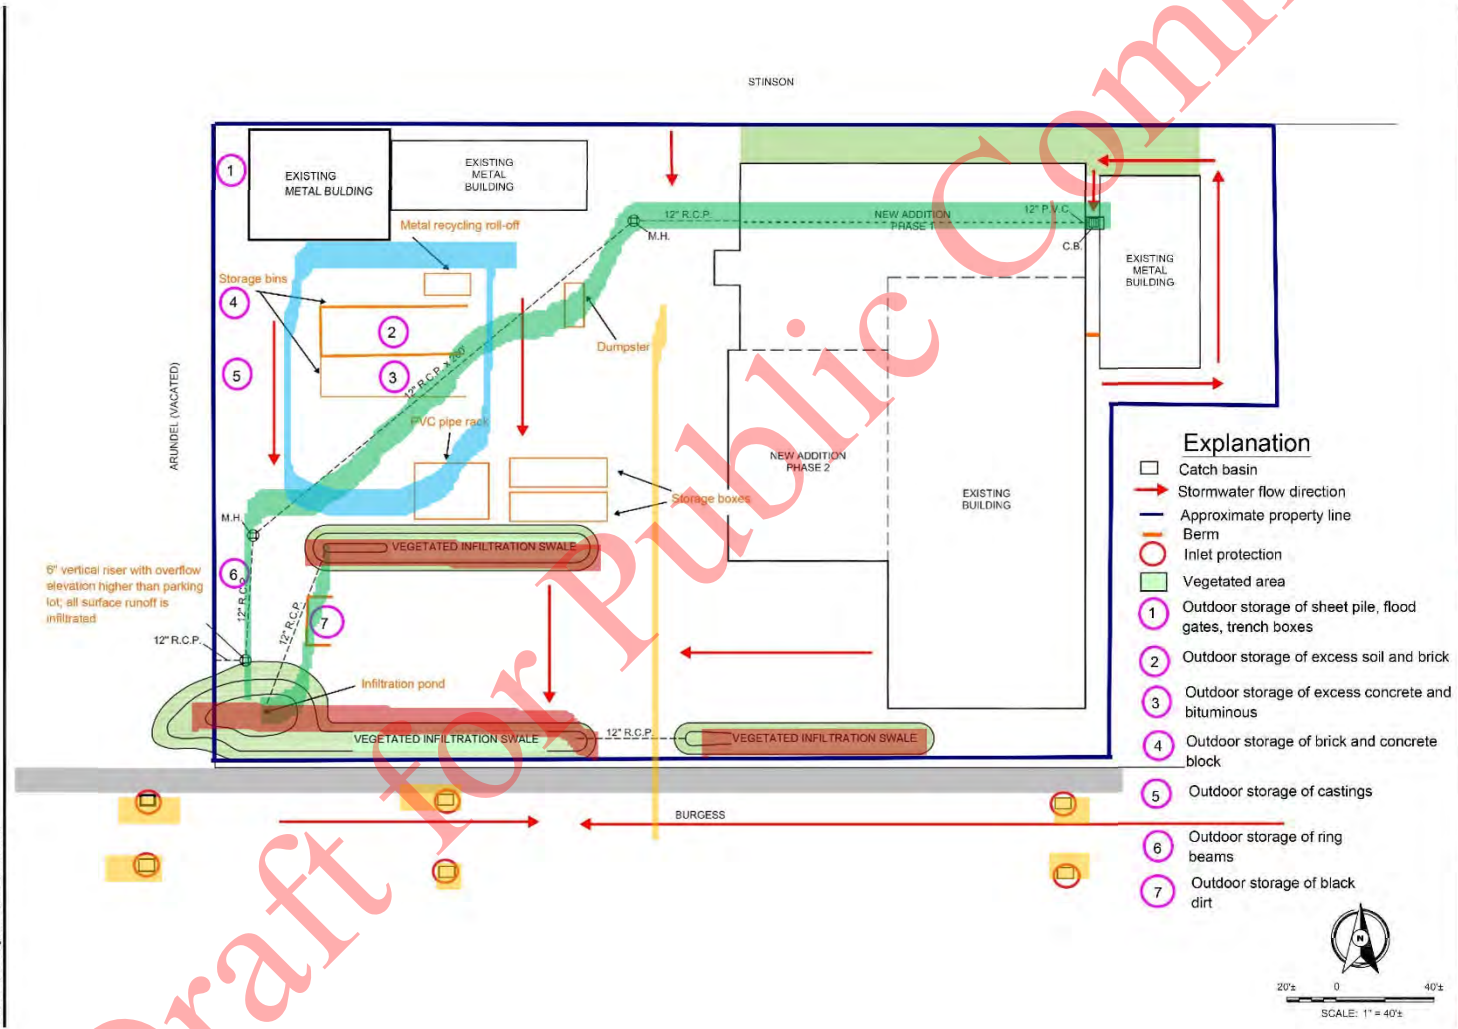 STINSON
EXISTING
METAL BULDING
EXISTING
METAL
BUILDING
1
Metal recycling roll-off
12" R.C.P.
M.H.
NEW ADDITION
PHASE 1
12" P.V.C.
C.B.
EXISTING
METAL
BUILDING
Storage bins
4
2
Dumpster
5
3
12" R.C.P. x 260'
ARUNDEL (VACATED)
PVC pipe rack
NEW ADDITION
PHASE 2
Storage boxes
EXISTING
BUILDING
M.H.
VEGETATED INFILTRATION SWALE
6
6" vertical riser with overflow
elevation higher than parking
lot; all surface runoff is
infiltrated
12" R.C.P.
12" R.C.P.
7
12" R.C.P.
Infiltration pond
VEGETATED INFILTRATION SWALE
12" R.C.P.
VEGETATED INFILTRATION SWALE
BURGESS
Explanation
Catch basin
Stormwater flow direction
Approximate property line
Berm
Inlet protection
Vegetated area
1 Outdoor storage of sheet pile, flood
gates, trench boxes
2 Outdoor storage of excess soil and brick
3 Outdoor storage of excess concrete and
bituminous
4 Outdoor storage of brick and concrete
block
5 Outdoor storage of castings
6 Outdoor storage of ring
beams
7 Outdoor storage of black
dirt
N
20'± 0 40'±
SCALE: 1" = 40'±
Draft for Public Com